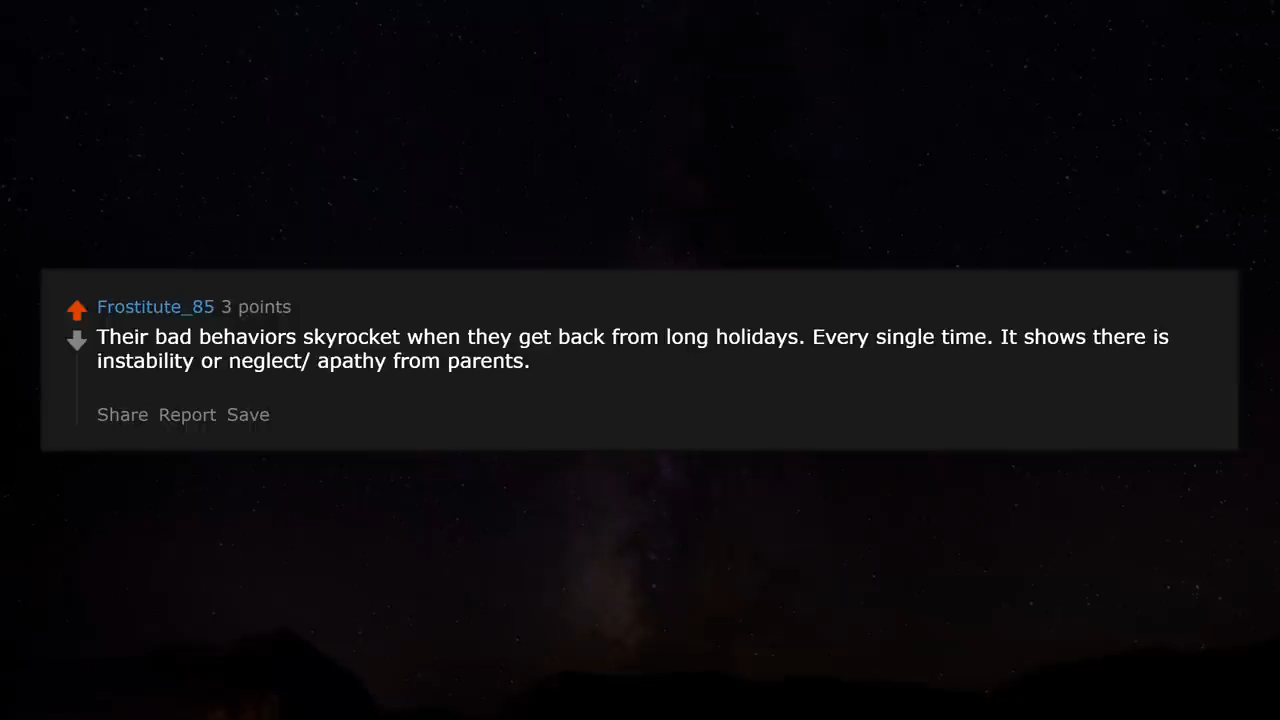 Frostitute_85 3 points
Their bad behaviors skyrocket when they get back from long holidays. Every single time. It shows there is
instability or neglect/ apathy from parents.
Share Report Save